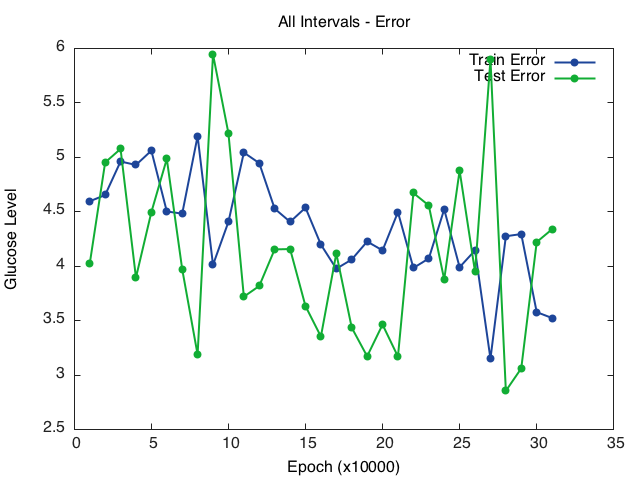 All Intervals - Error
6
5.5
5
4.5
4
3.5
3
2.5
Glucose Level
Train Error
Test Error
0 5 10 15 20 25 30 35
Epoch (x10000)